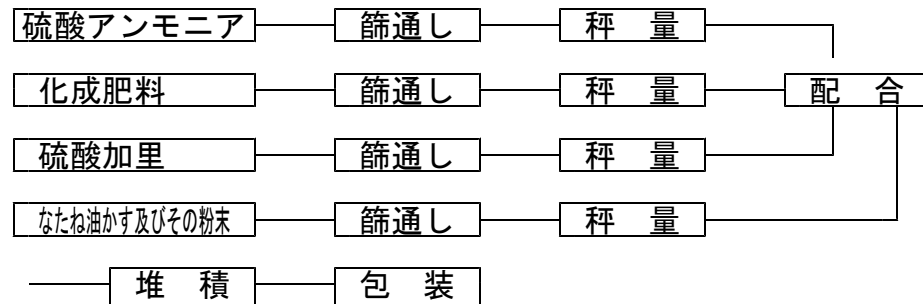 硫酸アンモニア 篩通し 秤 量
化成肥料 篩通し 秤 量 配 合
硫酸加里 篩通し 秤 量
なたね油かす及びその粉末 篩通し 秤 量
堆 積 包 装